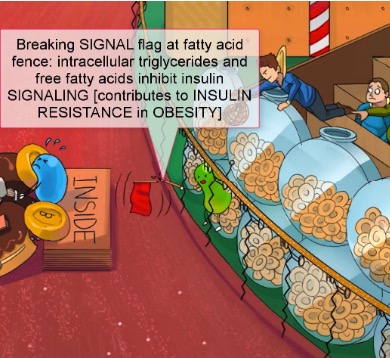 Breaking SIGNAL flag at fatty acid
fence: intracellular triglycerides and
free fatty acids inhibit insulin
SIGNALING [contributes to INSULIN
RESISTANCE in OBESITY]
INSIDE
B